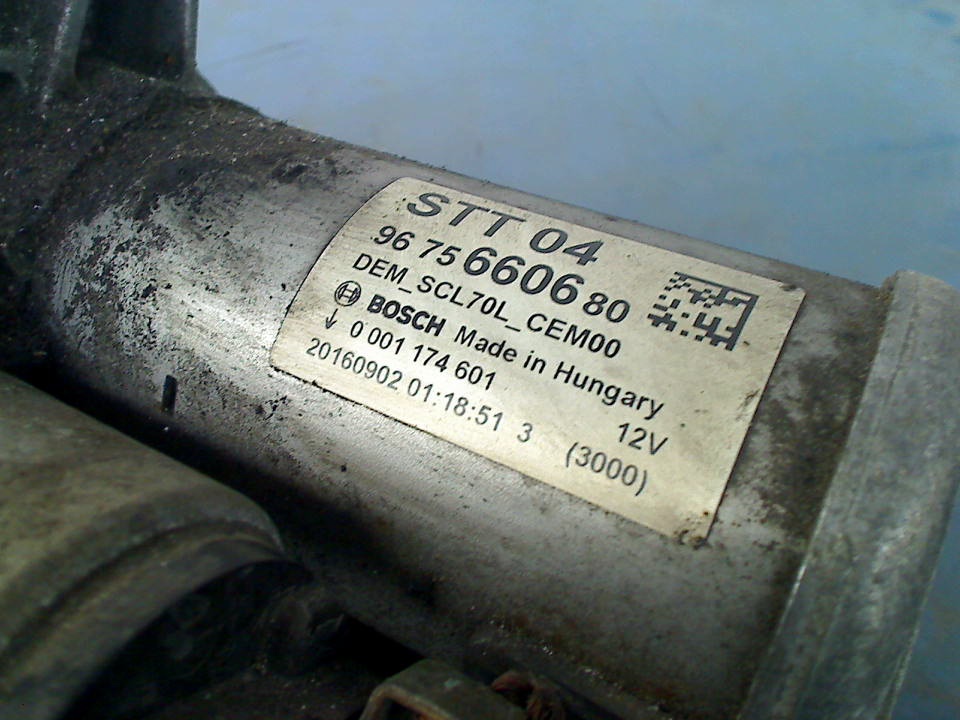 STT 04
96 75 6606 80
DEM_SCL70L_CEM00
BOSCH Made in Hungary
0 001 174 601 12V
20160902 01:18:51 3 (3000)